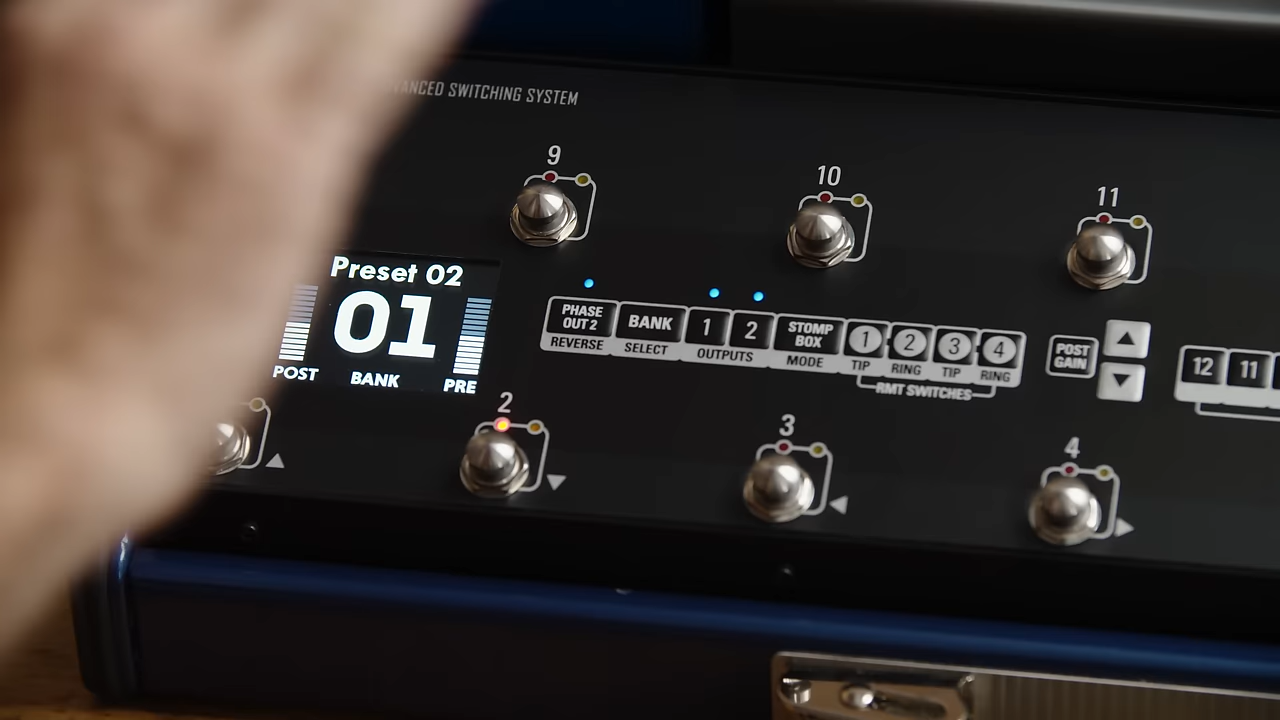 SWITCHING SYSTEM
9
10
11
Preset 02
01
POST BANK PRE
PHASE
OUT 2
REVERSE
BANK
SELECT
1 2
OUTPUTS
STOMP
BOX
MODE
1 2 3 4
TIP RING TIP RING
RMT SWITCHES
POST
GAIN
12 11
2
3
4